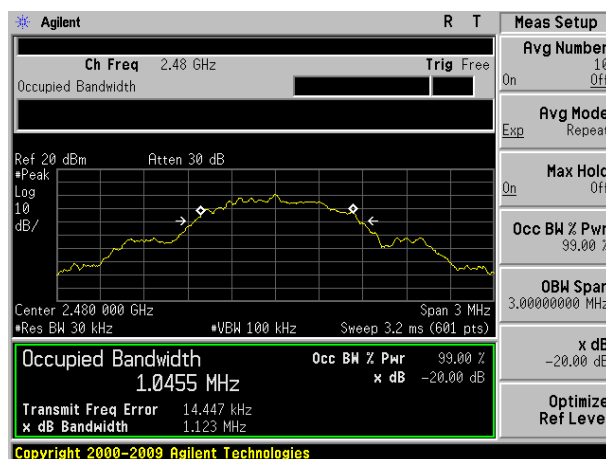 Agilent R T Meas Setup
Ch Freq 2.48 GHz Trig Free
Occupied Bandwidth
Avg Number
10
On Off
Avg Mode
Exp Repeat
Max Hold
On Off
Occ BW % Pwr
99.00 %
OBW Span
3.00000000 MHz
x dB
-20.00 dB
Optimize
Ref Level
Ref 20 dBm Atten 30 dB
#Peak
Log
10
dB/
Center 2.480 000 GHz Span 3 MHz
#Res BW 30 kHz #VBW 100 kHz Sweep 3.2 ms (601 pts)
Occupied Bandwidth Occ BW % Pwr 99.00 %
1.0455 MHz x dB -20.00 dB
Transmit Freq Error 14.447 kHz
x dB Bandwidth 1.123 MHz
Copyright 2000-2009 Agilent Technologies